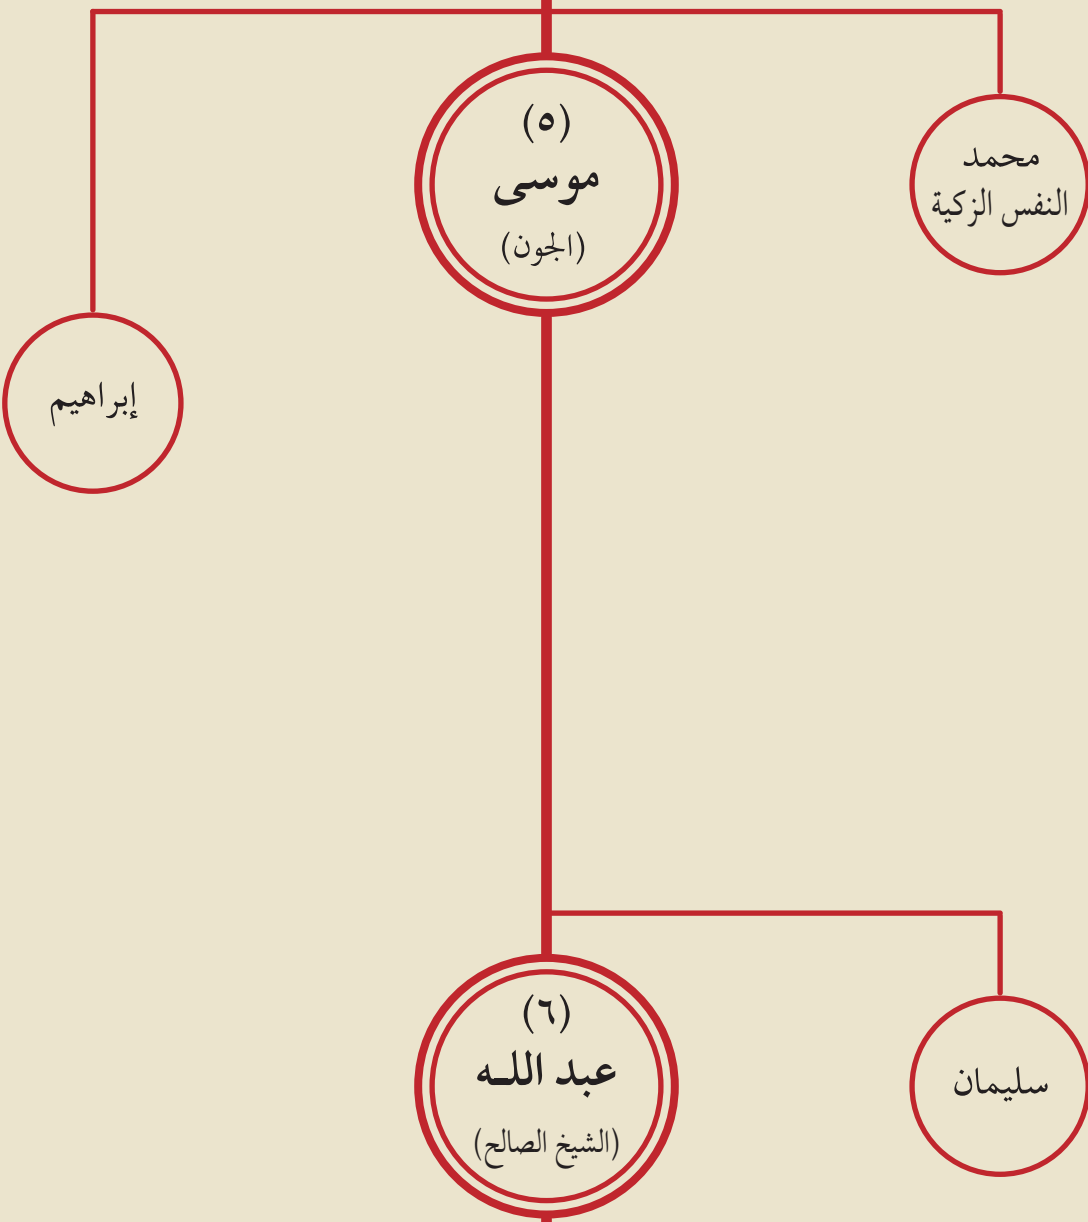 محمد
النفس الزكية
(٥)
موسى
(الجون)
إبراهيم
سليمان
(٦)
عبد اللـه
(الشيخ الصالح)